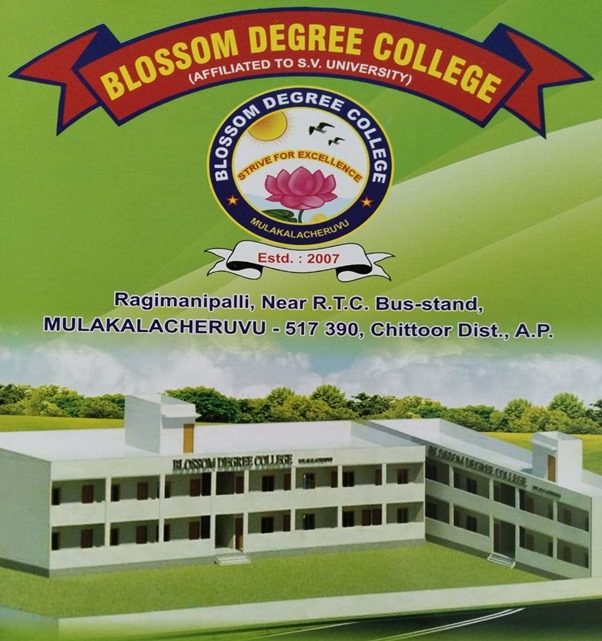 BLOSSOM DEGREE COLLEGE
(AFFILIATED TO S.V. UNIVERSITY)
BLOSSOM DEGREE COLLEGE
STRIVE FOR EXCELLENCE
MULAKALACHERUVU
Estd. : 2007
Ragimanipalli, Near R.T.C. Bus-stand,
MULAKALACHERUVU - 517 390, Chittoor Dist., A.P.
BLOSSOM DEGREE COLLEGE
BLOSSOM DEGREE COLLEGE